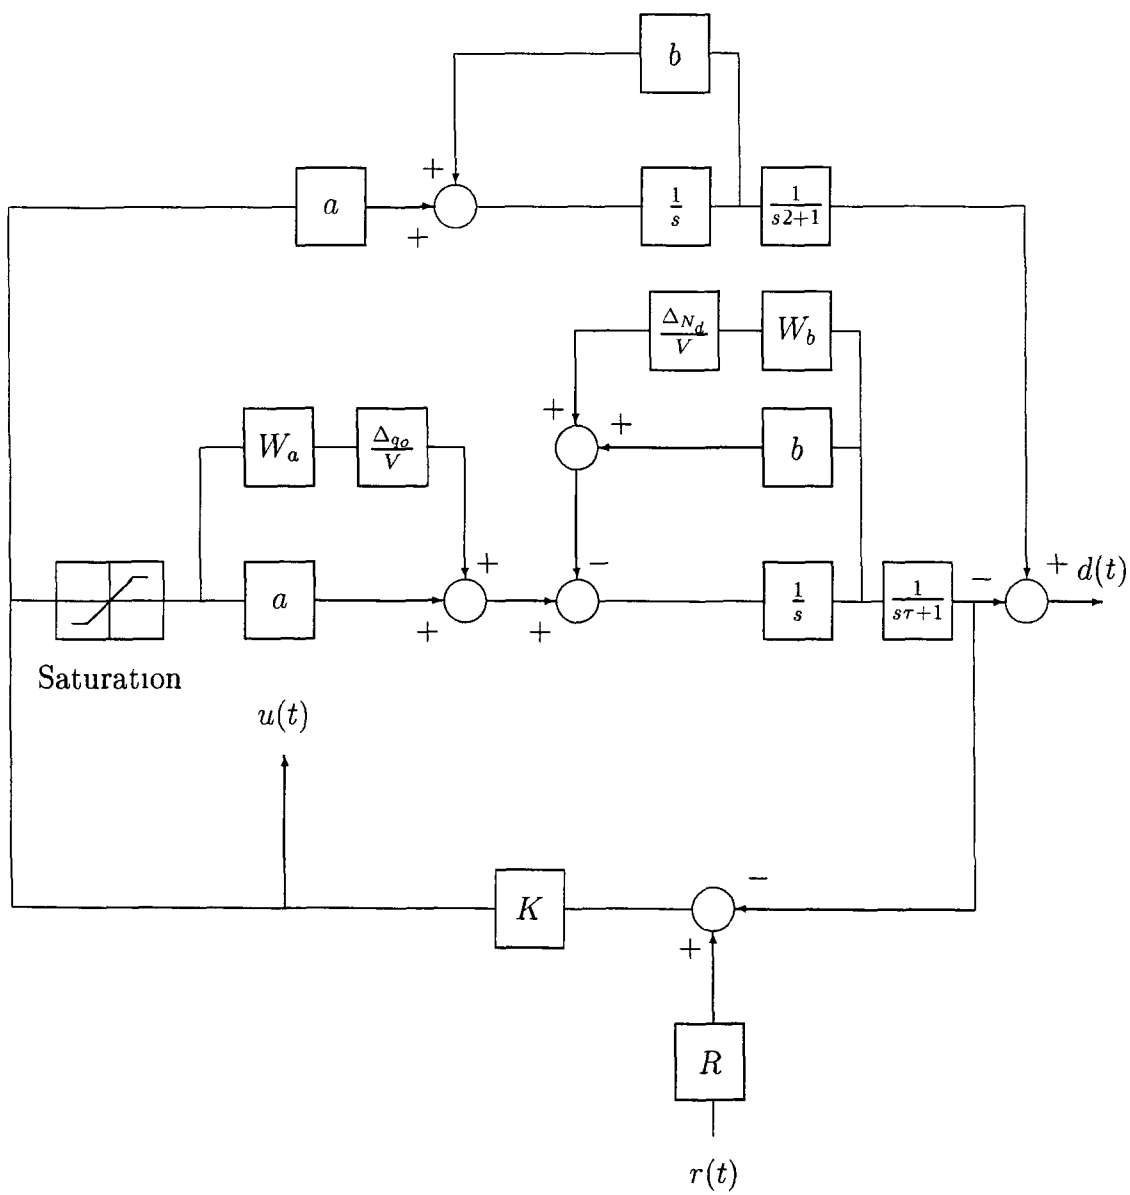 b
+
a
+
1/s
1/s2+1
Δ_{N_d}/V
W_b
+
+
b
W_a
Δ_{q_o}/V
+
a
+
−
+
1/s
1/sτ+1
−
+
d(t)
Saturation
u(t)
K
−
+
R
r(t)